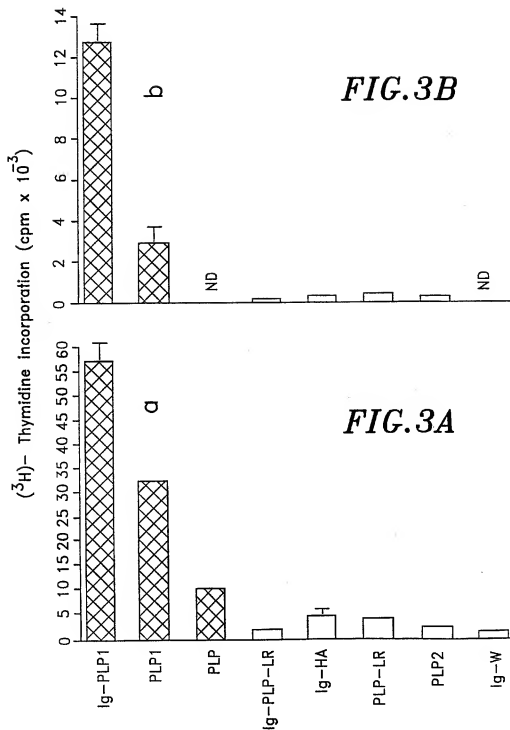 (³H)– Thymidine incorporation (cpm x 10⁻³)
0 2 4 6 8 10 12 14
b
ND
ND
FIG.3B
0 5 10 15 20 25 30 35 40 45 50 55 60
a
FIG.3A
Ig–PLP1
PLP1
PLP
Ig–PLP–LR
Ig–HA
PLP–LR
PLP2
Ig–W